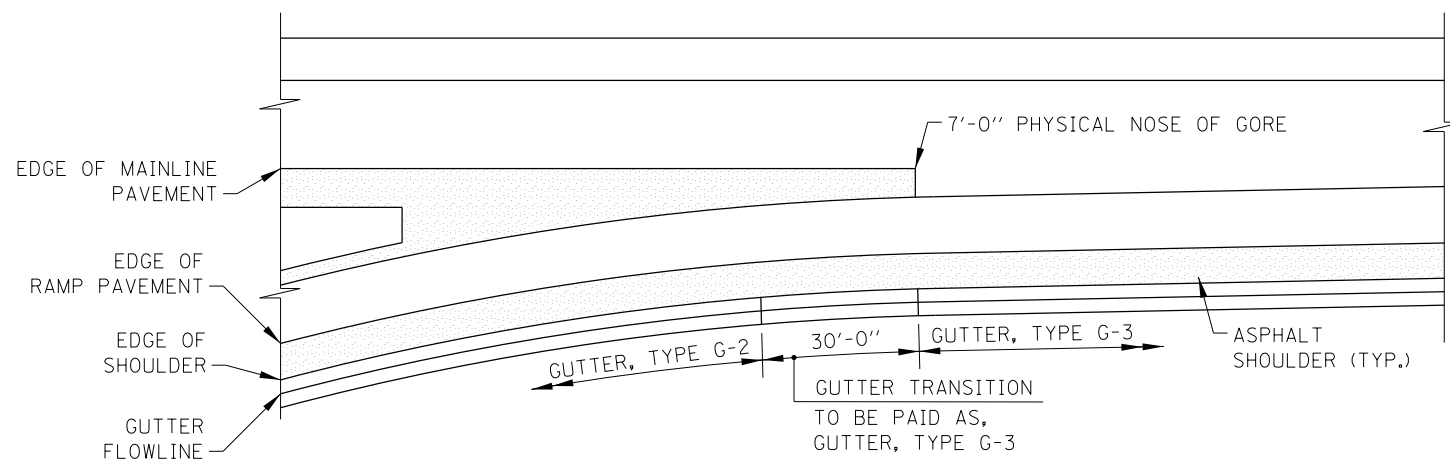 7'-0" PHYSICAL NOSE OF GORE
EDGE OF MAINLINE
PAVEMENT
EDGE OF
RAMP PAVEMENT
EDGE OF
SHOULDER
GUTTER
FLOWLINE
GUTTER, TYPE G-2
30'-0"
GUTTER, TYPE G-3
GUTTER TRANSITION
TO BE PAID AS,
GUTTER, TYPE G-3
ASPHALT
SHOULDER (TYP.)